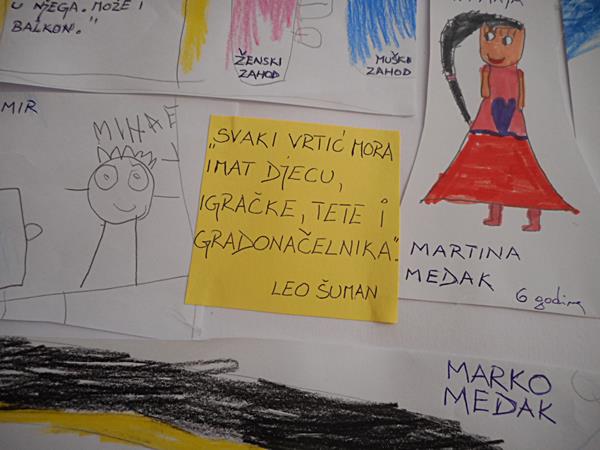 U NJEGA. MOŽE I
BALKON."
ŽENSKI
ZAHOD
MUŠKI
ZAHOD
MIR
MIHAE
„SVAKI VRTIĆ MORA
IMAT DJECU,
IGRAČKE, TETE I
GRADONAČELNIKA."
LEO ŠUMAN
MARTINA
MEDAK
6 godina
MARKO
MEDAK